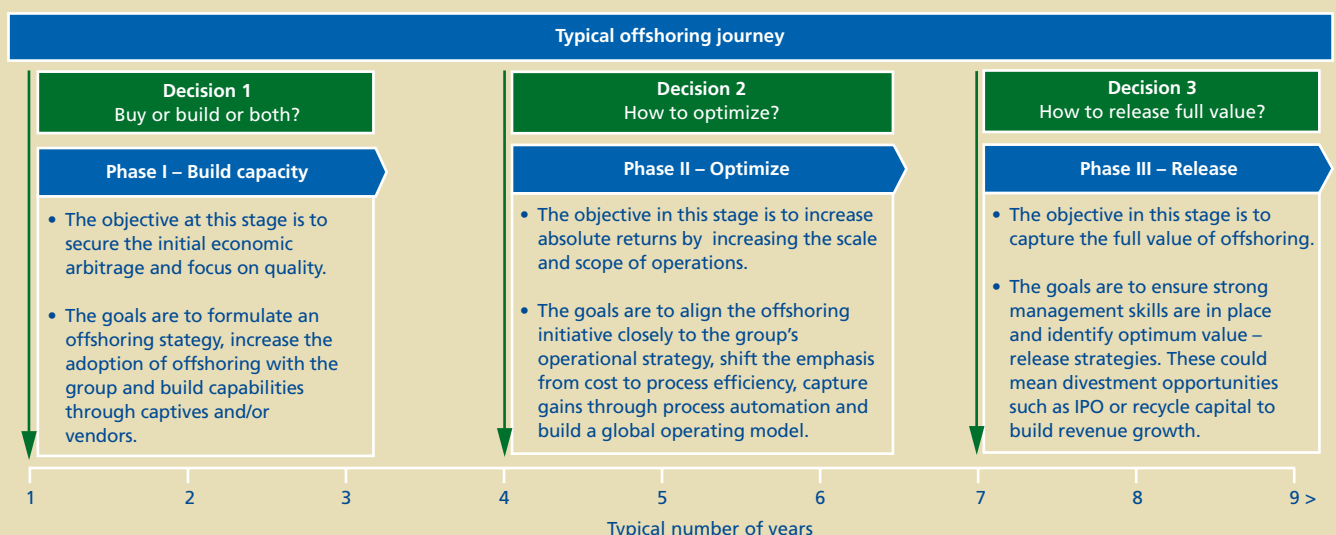 Typical offshoring journey
Decision 1
Buy or build or both?
Phase I – Build capacity
• The objective at this stage is to
secure the initial economic
arbitrage and focus on quality.
• The goals are to formulate an
offshoring stategy, increase the
adoption of offshoring with the
group and build capabilities
through captives and/or
vendors.
Decision 2
How to optimize?
Phase II – Optimize
• The objective in this stage is to increase
absolute returns by increasing the scale
and scope of operations.
• The goals are to align the offshoring
initiative closely to the group's
operational strategy, shift the emphasis
from cost to process efficiency, capture
gains through process automation and
build a global operating model.
Decision 3
How to release full value?
Phase III – Release
• The objective in this stage is to
capture the full value of offshoring.
• The goals are to ensure strong
management skills are in place
and identify optimum value –
release strategies. These could
mean divestment opportunities
such as IPO or recycle capital to
build revenue growth.
1 2 3 4 5 6 7 8 9 >
Typical number of years